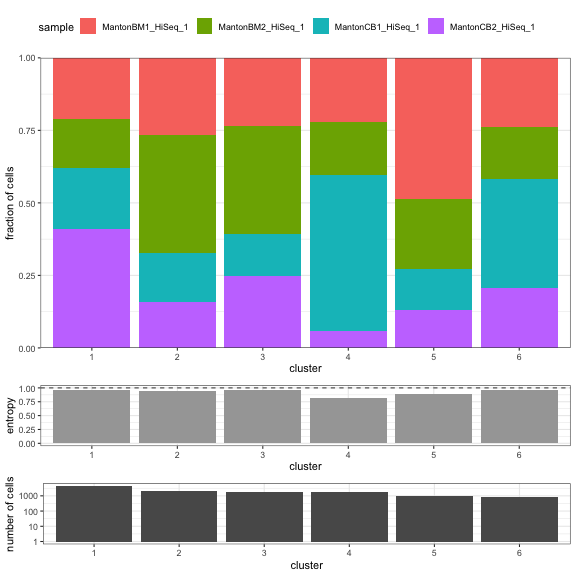 sample MantonBM1_HiSeq_1 MantonBM2_HiSeq_1 MantonCB1_HiSeq_1 MantonCB2_HiSeq_1
1.00
0.75
0.50
0.25
0.00
fraction of cells
1 2 3 4 5 6
cluster
1.00
0.75
0.50
0.25
0.00
entropy
1 2 3 4 5 6
cluster
1000
100
10
1
number of cells
1 2 3 4 5 6
cluster